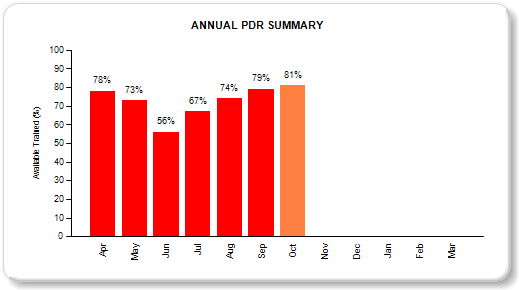 ANNUAL PDR SUMMARY
Available Trained (%)
100
90
80
70
60
50
40
30
20
10
0
78%
73%
56%
67%
74%
79%
81%
Apr
May
Jun
Jul
Aug
Sep
Oct
Nov
Dec
Jan
Feb
Mar